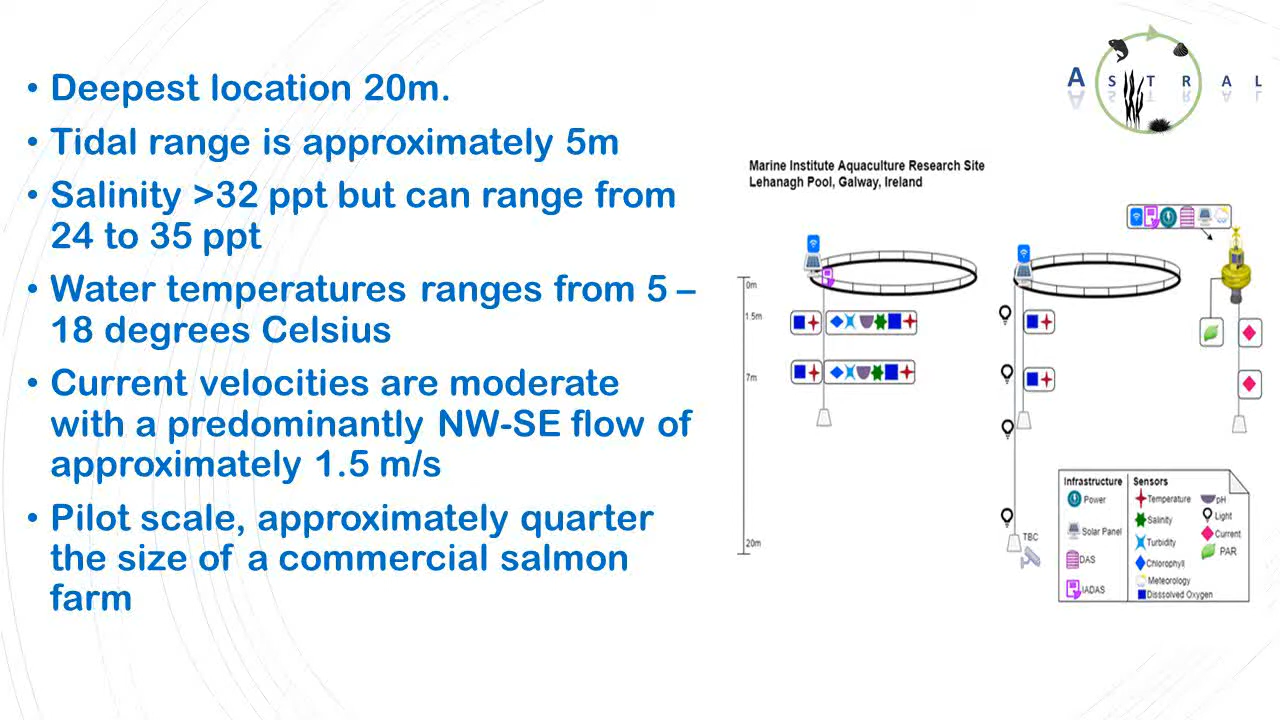 • Deepest location 20m.
• Tidal range is approximately 5m
• Salinity >32 ppt but can range from
24 to 35 ppt
• Water temperatures ranges from 5 –
18 degrees Celsius
• Current velocities are moderate
with a predominantly NW-SE flow of
approximately 1.5 m/s
• Pilot scale, approximately quarter
the size of a commercial salmon
farm
A S T R A L
Marine Institute Aquaculture Research Site
Lehanagh Pool, Galway, Ireland
0m
1.5m
7m
20m
TBC
Infrastructure
Power
Solar Panel
DAS
IADAS
Sensors
Temperature
Salinity
Turbidity
Chlorophyll
Meteorology
Disssolved Oxygen
pH
Light
Current
PAR